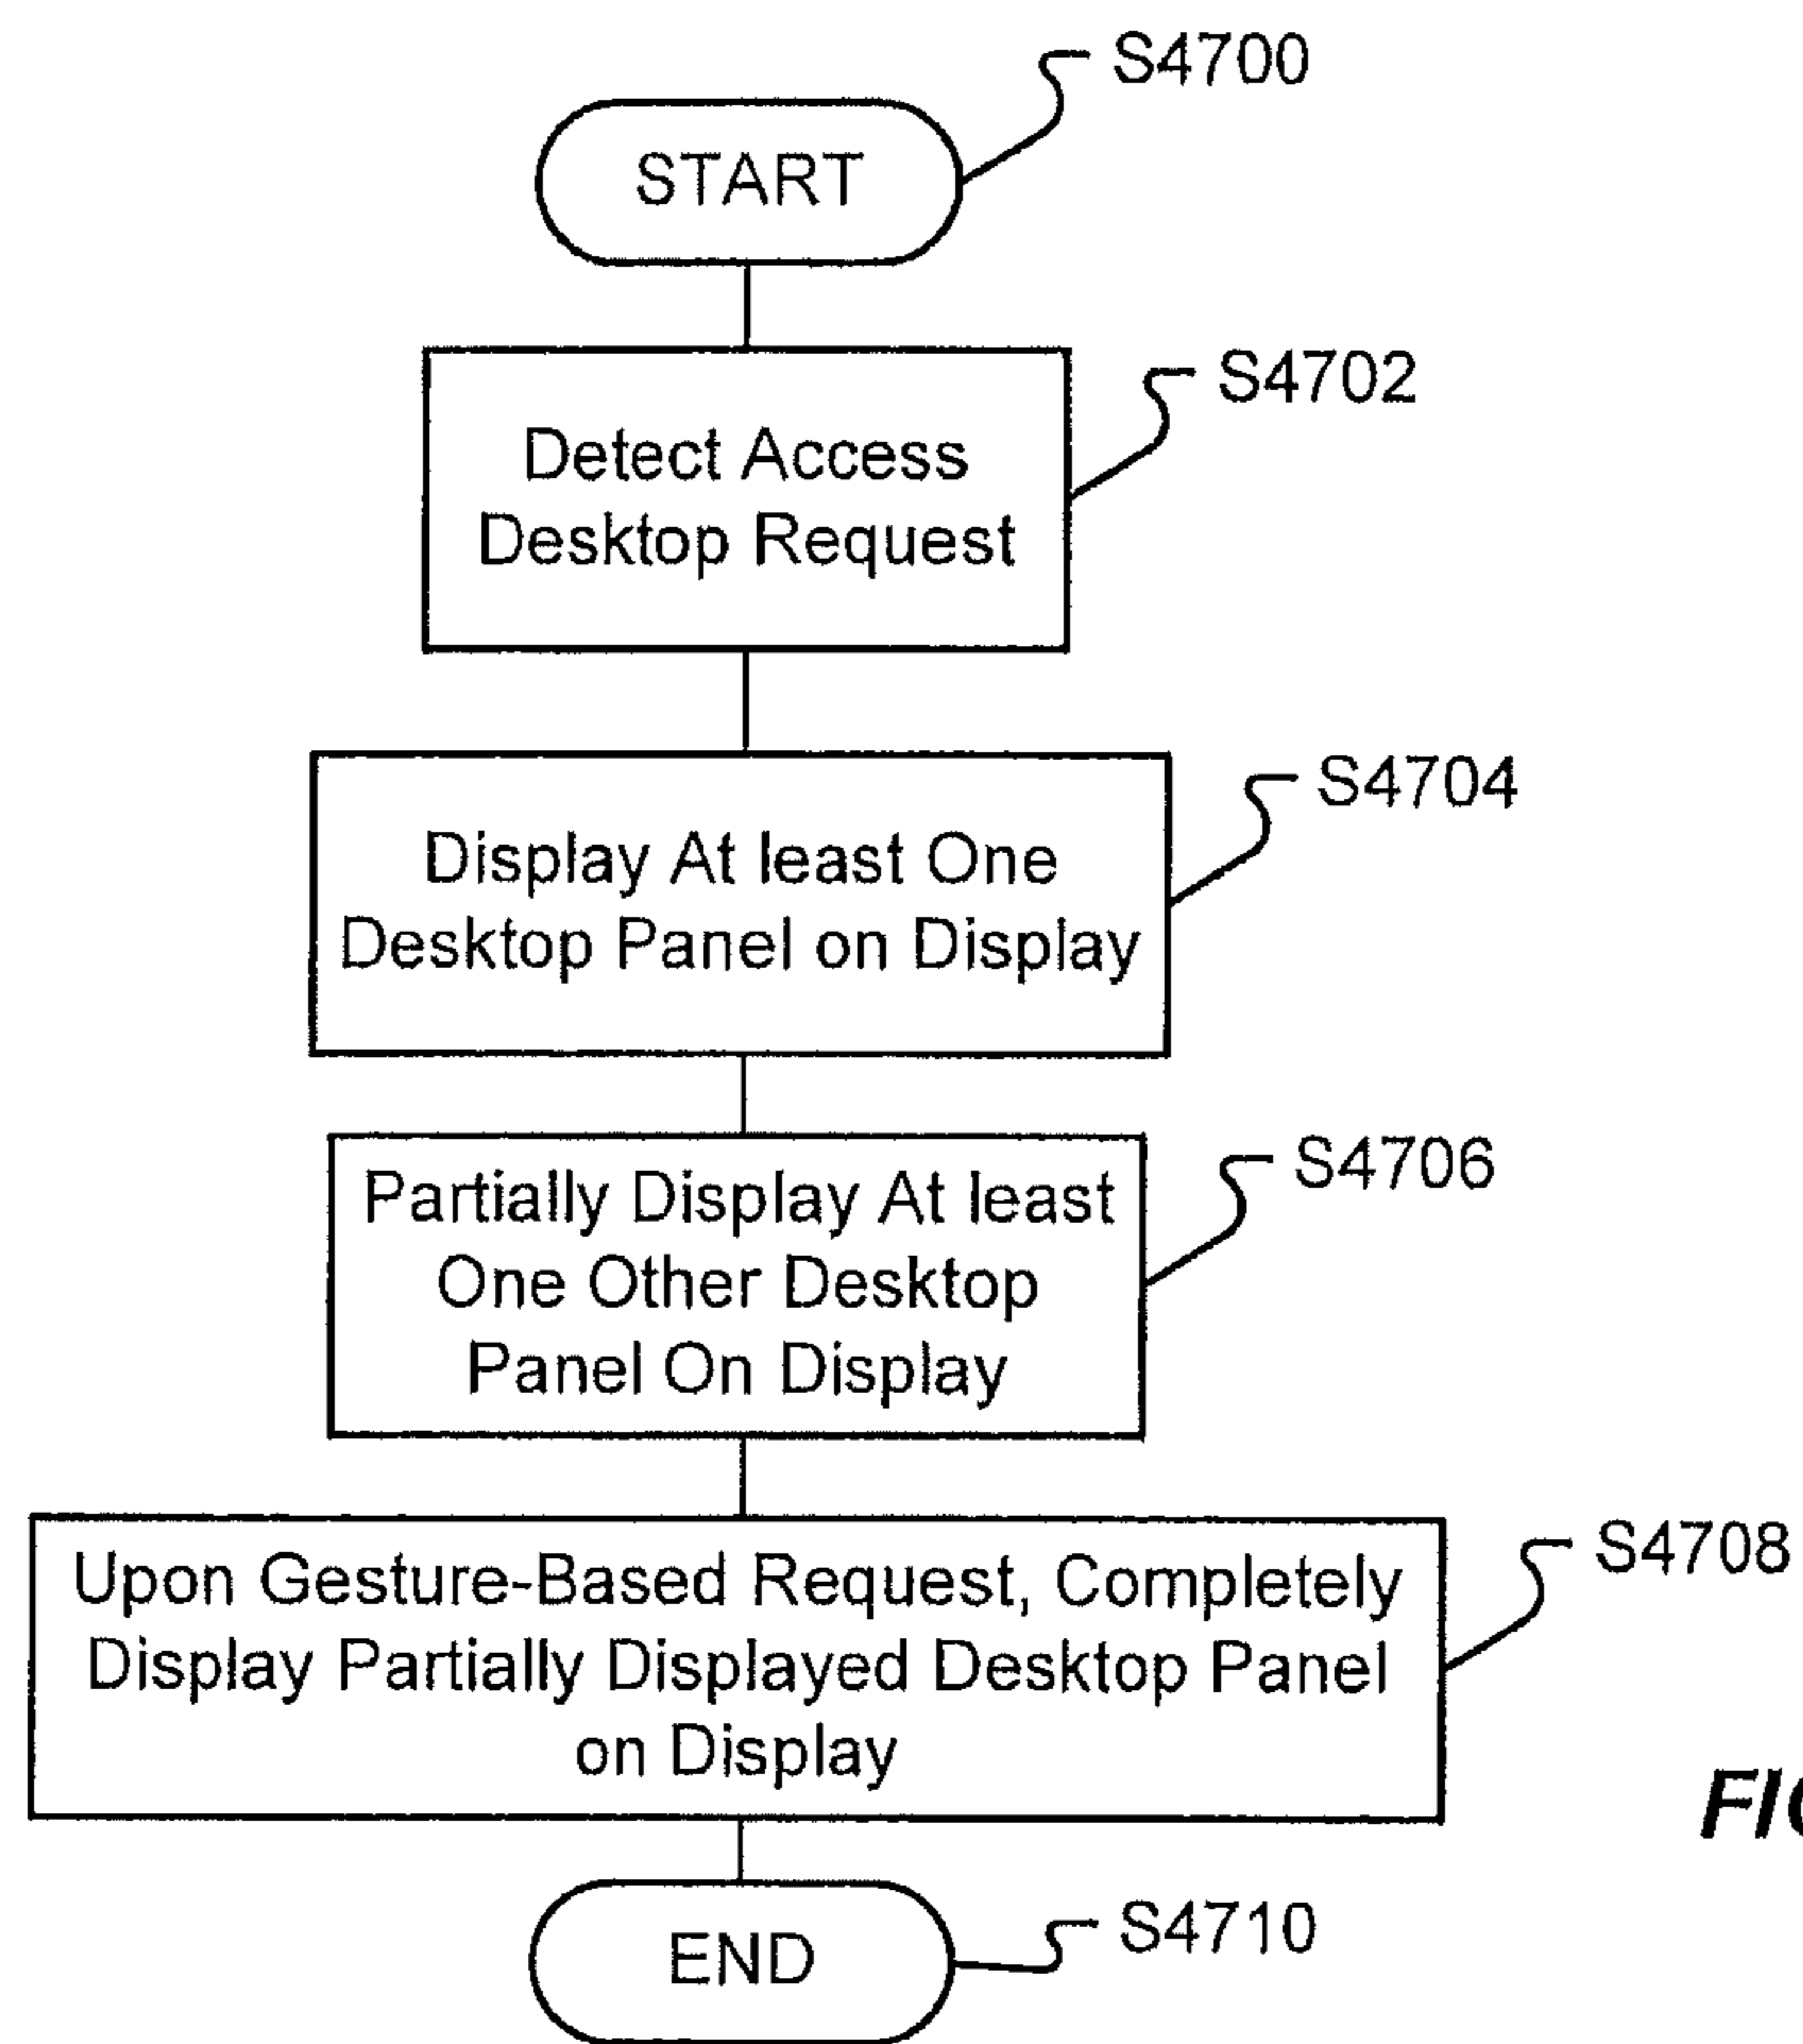 S4700
START
S4702
Detect Access
Desktop Request
S4704
Display At least One
Desktop Panel on Display
S4706
Partially Display At least
One Other Desktop
Panel On Display
S4708
Upon Gesture-Based Request, Completely
Display Partially Displayed Desktop Panel
on Display
S4710
END